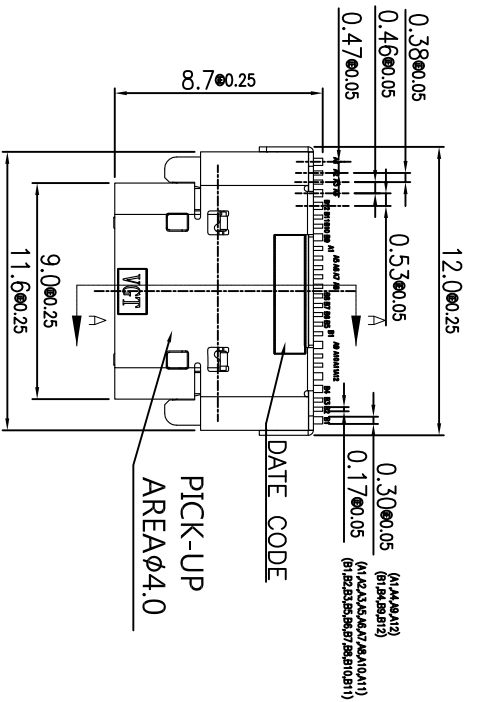 0.38±0.05
0.46±0.05
0.47±0.05
8.7±0.25
12.0±0.25
0.53±0.05
0.30±0.05
0.17±0.05
(A1,A4,A9,A12)
(B1,B4,B9,B12)
(A1,A2,A3,A5,A6,A7,A8,A10,A11)
(B1,B2,B3,B5,B6,B7,B8,B10,B11)
A
A
VGT
9.0±0.25
11.6±0.25
DATE CODE
PICK-UP
AREAϕ4.0